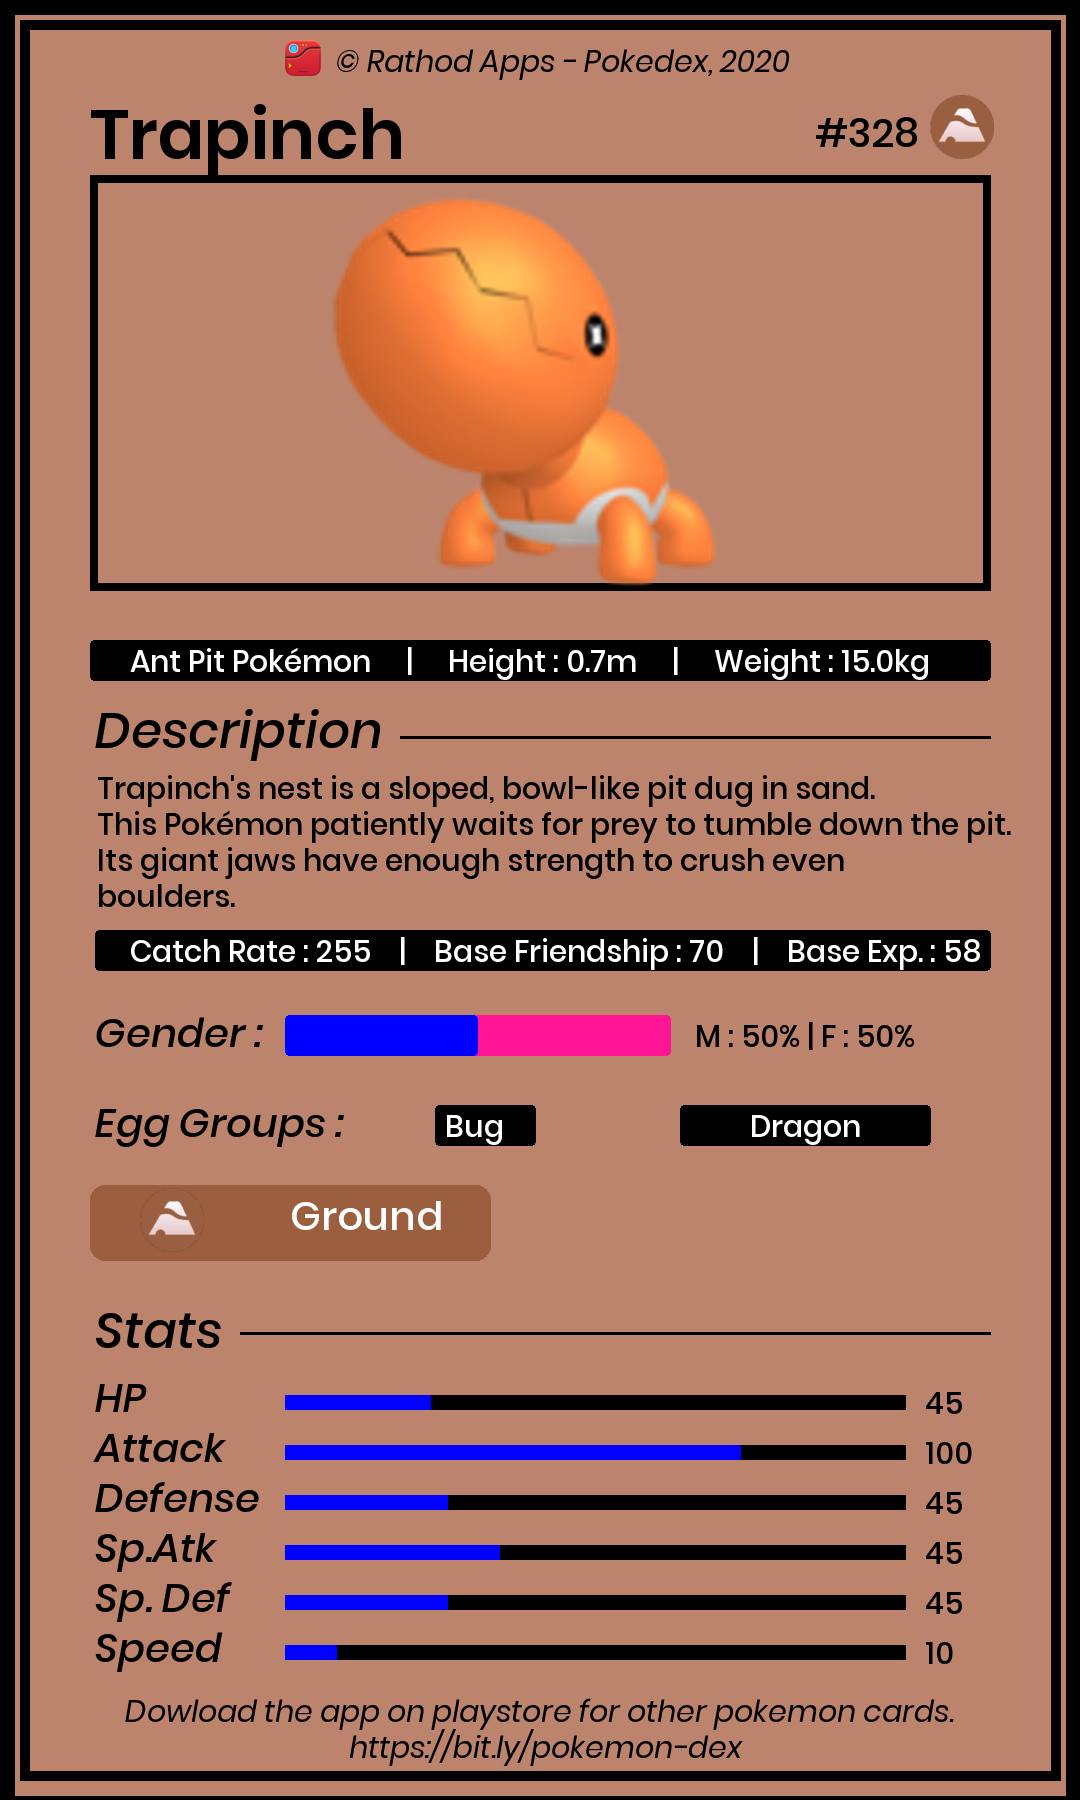 © Rathod Apps - Pokedex, 2020
Trapinch #328
Ant Pit Pokémon | Height : 0.7m | Weight : 15.0kg
Description
Trapinch's nest is a sloped, bowl-like pit dug in sand.
This Pokémon patiently waits for prey to tumble down the pit.
Its giant jaws have enough strength to crush even
boulders.
Catch Rate : 255 | Base Friendship : 70 | Base Exp. : 58
Gender : M : 50% | F : 50%
Egg Groups : Bug Dragon
Ground
Stats
HP 45
Attack 100
Defense 45
Sp.Atk 45
Sp. Def 45
Speed 10
Dowload the app on playstore for other pokemon cards.
https://bit.ly/pokemon-dex